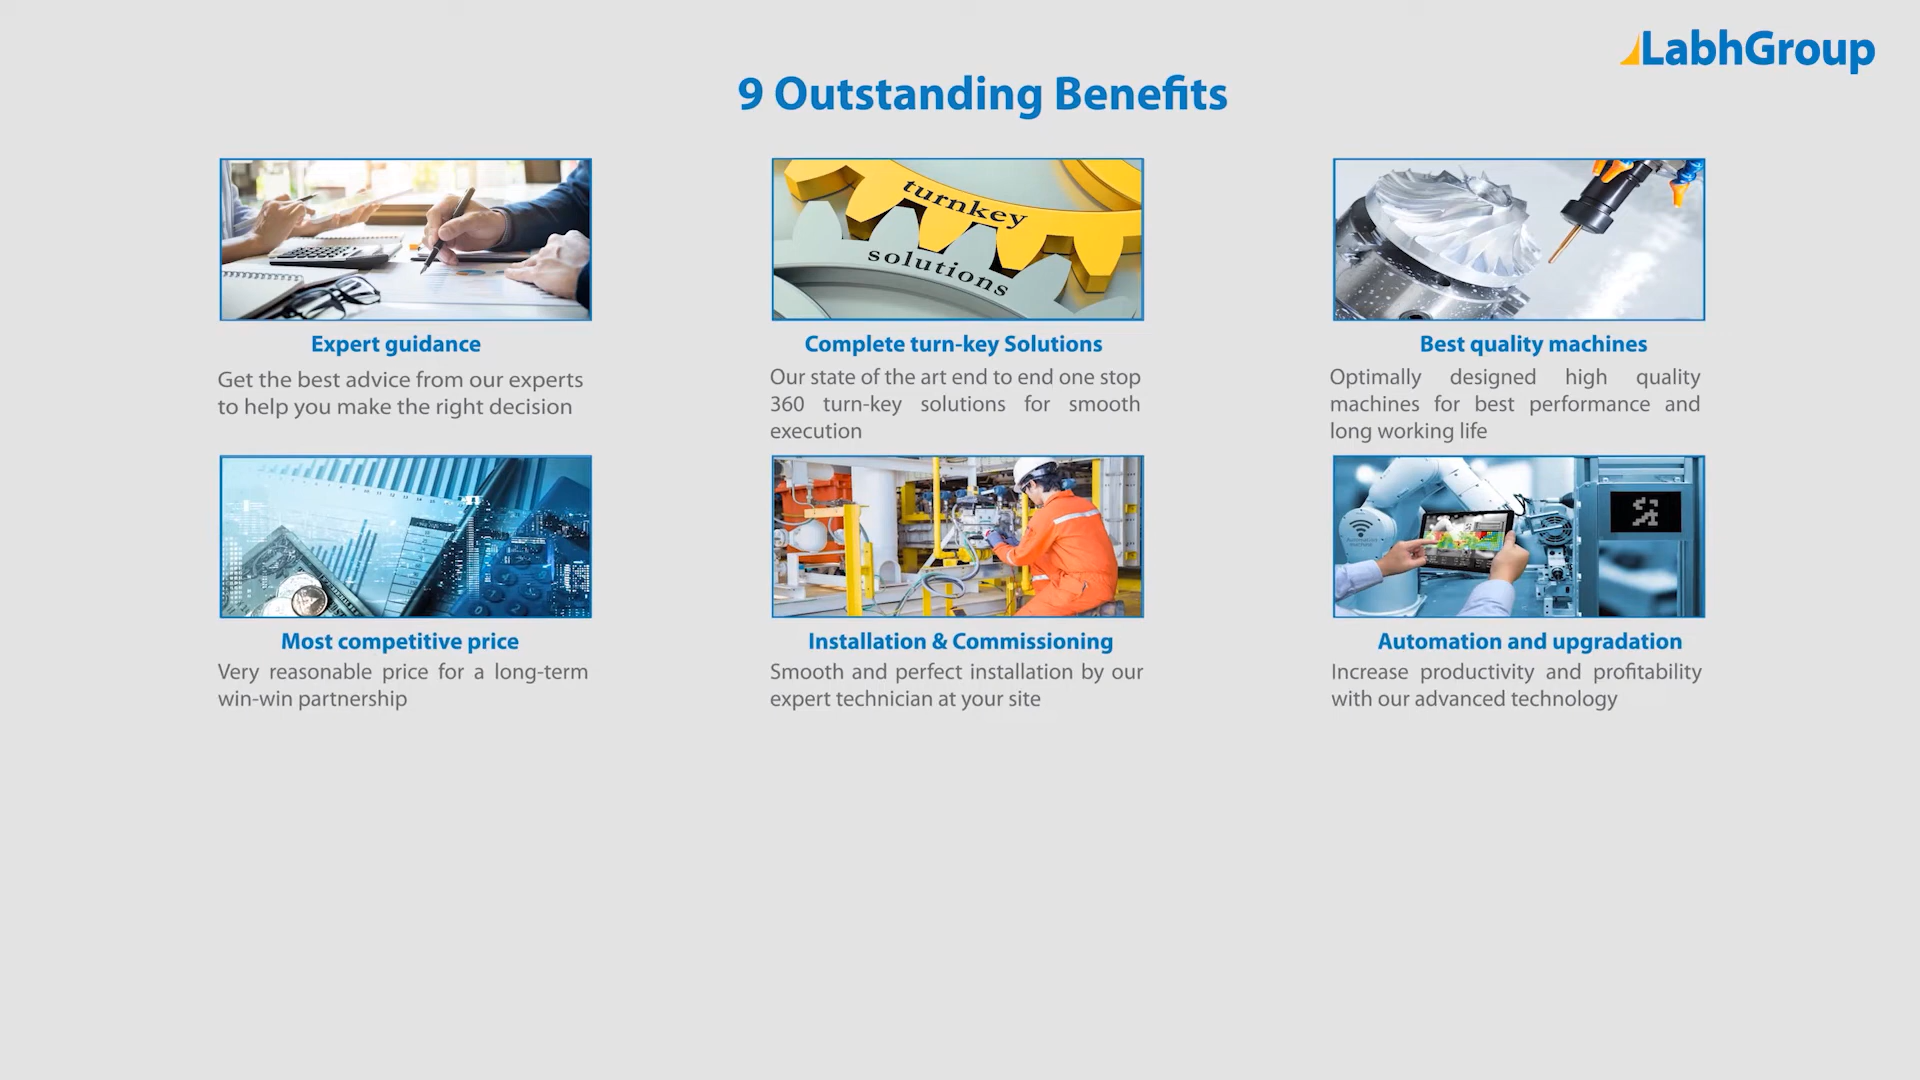 LabhGroup
9 Outstanding Benefits
turnkey
solutions
Expert guidance
Get the best advice from our experts
to help you make the right decision
Complete turn-key Solutions
Our state of the art end to end one stop
360 turn-key solutions for smooth
execution
Best quality machines
Optimally designed high quality
machines for best performance and
long working life
Most competitive price
Very reasonable price for a long-term
win-win partnership
Installation & Commissioning
Smooth and perfect installation by our
expert technician at your site
Automation and upgradation
Increase productivity and profitability
with our advanced technology